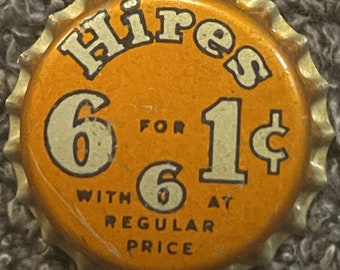 Hires
6 FOR 1¢
WITH 6 AT
REGULAR
PRICE